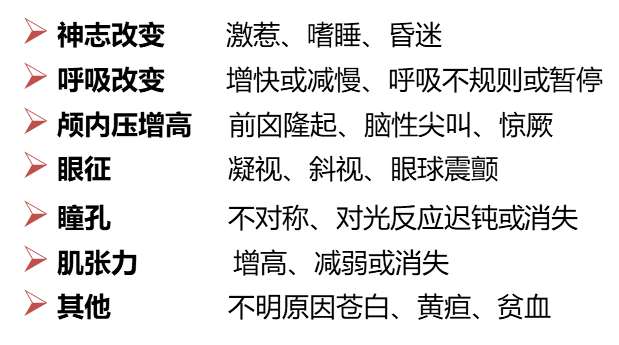 神志改变 激惹、嗜睡、昏迷
呼吸改变 增快或减慢、呼吸不规则或暂停
颅内压增高 前囟隆起、脑性尖叫、惊厥
眼征 凝视、斜视、眼球震颤
瞳孔 不对称、对光反应迟钝或消失
肌张力 增高、减弱或消失
其他 不明原因苍白、黄疸、贫血